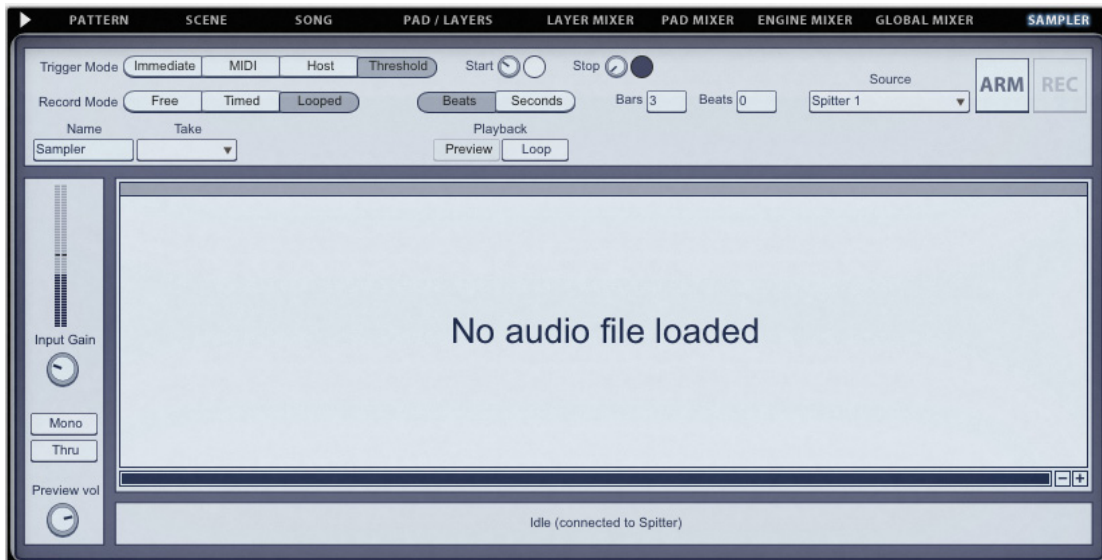 PATTERN SCENE SONG PAD / LAYERS LAYER MIXER PAD MIXER ENGINE MIXER GLOBAL MIXER SAMPLER
Trigger Mode Immediate MIDI Host Threshold Start Stop
Source
Record Mode Free Timed Looped Beats Seconds Bars 3 Beats 0 Spitter 1 ARM REC
Name Take Playback
Sampler Preview Loop
No audio file loaded
Input Gain
Mono
Thru
Preview vol
Idle (connected to Spitter)